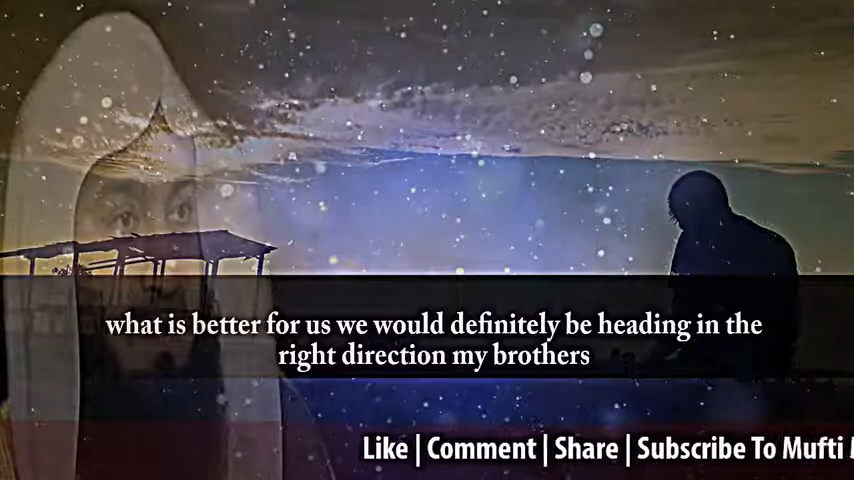 what is better for us we would definitely be heading in the
right direction my brothers
Like | Comment | Share | Subscribe To Mufti